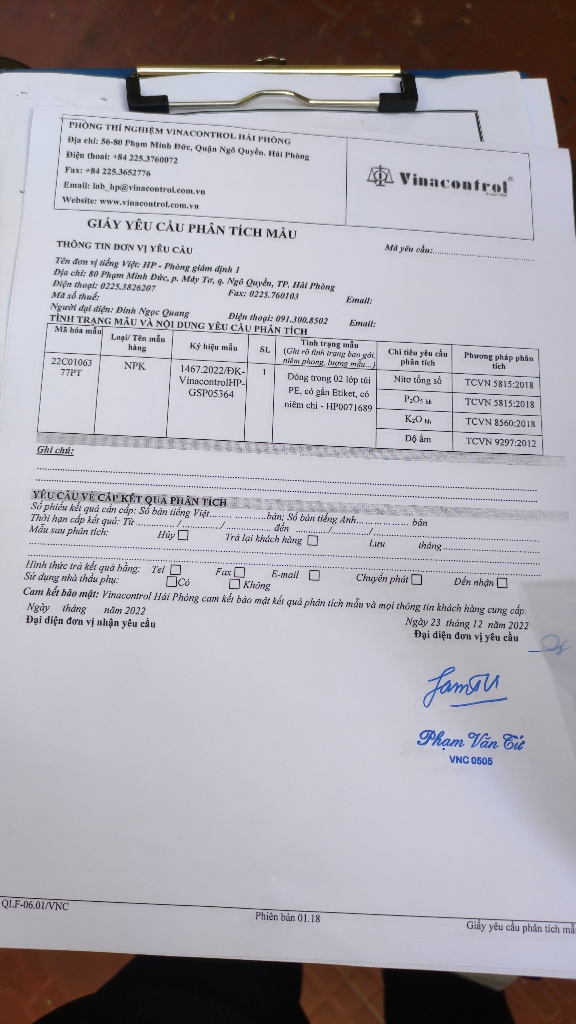 PHÒNG THÍ NGHIỆM VINACONTROL HẢI PHÒNG
Địa chỉ: 56-80 Phạm Minh Đức, Quận Ngô Quyền. Hải Phòng
Điện thoại: +84 225.3760072
Fax: +84 225.3652776
Email: lab_hp@vinacontrol.com.vn
Website: www.vinacontrol.com.vn
Vinacontrol®
GIẤY YÊU CẦU PHÂN TÍCH MẪU
Mã yêu cầu:
THÔNG TIN ĐƠN VỊ YÊU CẦU
Tên đơn vị tiếng Việt: HP - Phòng giám định 1
Địa chỉ: 80 Phạm Minh Đức, p. Máy Tơ, q. Ngô Quyền, TP. Hải Phòng
Điện thoại: 0225.3826207 Fax: 0225.760103 Email:
Mã số thuế:
Người đại diện: Đinh Ngọc Quang Điện thoại: 091.300.8502 Email:
TÌNH TRẠNG MẪU VÀ NỘI DUNG YÊU CẦU PHÂN TÍCH
Mã hóa mẫu Loại/ Tên mẫu hàng Ký hiệu mẫu SL Tình trạng mẫu (Ghi rõ tình trạng bao gói, niêm phong, lượng mẫu...) Chỉ tiêu yêu cầu phân tích Phương pháp phân tích
22C01063 77PT NPK 1467.2022/ĐK-VinacontrolHP-GSP05364 1 Đóng trong 02 lớp túi PE, có gắn Etiket, có niêm chì - HP0071689
Nitơ tổng số TCVN 5815:2018
P2O5 hh TCVN 5815:2018
K2O hh TCVN 8560:2018
Độ ẩm TCVN 9297:2012
Ghi chú:
YÊU CẦU VỀ CẤP KẾT QUẢ PHÂN TÍCH
Số phiếu kết quả cần cấp: Số bản tiếng Việt bản; Số bản tiếng Anh bản
Thời hạn cấp kết quả: Từ / / đến / /
Mẫu sau phân tích: Hủy Trả lại khách hàng Lưu tháng
Hình thức trả kết quả bằng: Tel Fax E-mail Chuyển phát Đến nhận
Sử dụng nhà thầu phụ: Có Không
Cam kết bảo mật: Vinacontrol Hải Phòng cam kết bảo mật kết quả phân tích mẫu và mọi thông tin khách hàng cung cấp.
Ngày tháng năm 2022 Ngày 23 tháng 12 năm 2022
Đại diện đơn vị nhận yêu cầu Đại diện đơn vị yêu cầu
Phạm Văn Tứ
VNC 0505
QLF-06.01/VNC
Phiên bản 01.18
Giấy yêu cầu phân tích mẫ